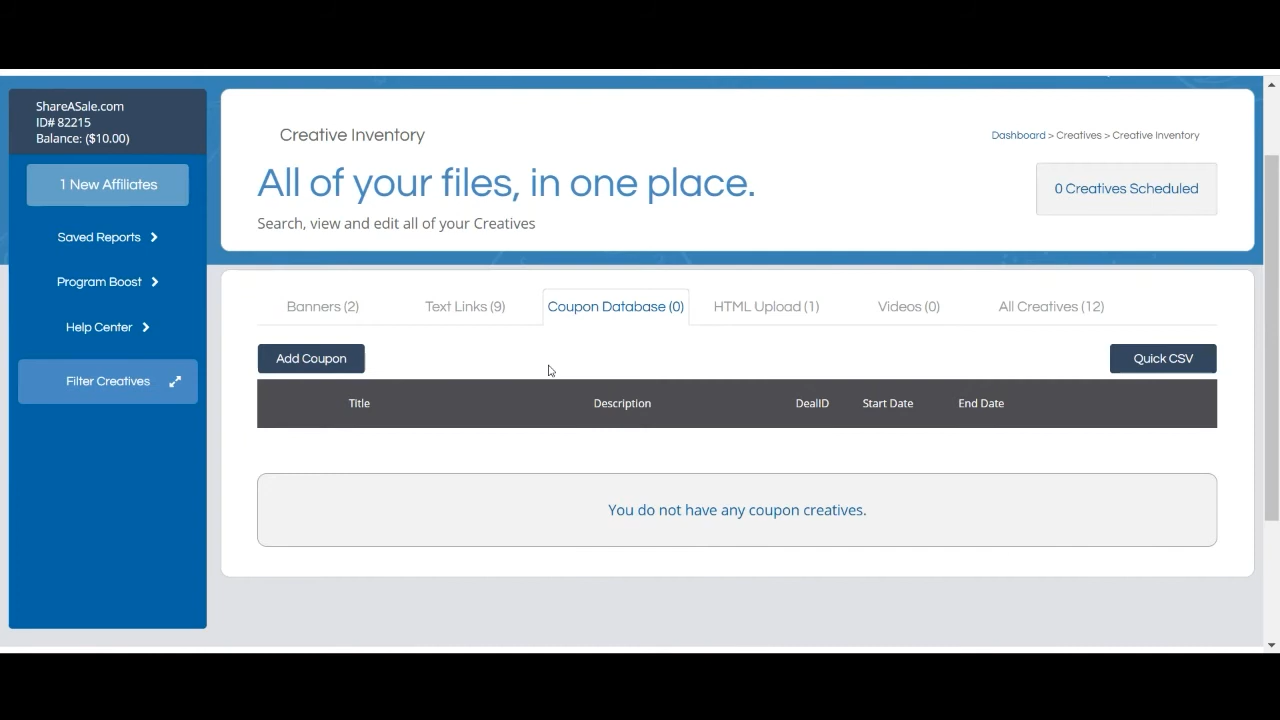 ShareASale.com
ID# 82215
Balance: ($10.00)
1 New Affiliates
Saved Reports
Program Boost
Help Center
Filter Creatives
Creative Inventory
Dashboard > Creatives > Creative Inventory
All of your files, in one place.
0 Creatives Scheduled
Search, view and edit all of your Creatives
Banners (2) Text Links (9) Coupon Database (0) HTML Upload (1) Videos (0) All Creatives (12)
Add Coupon Quick CSV
Title Description DealID Start Date End Date
You do not have any coupon creatives.